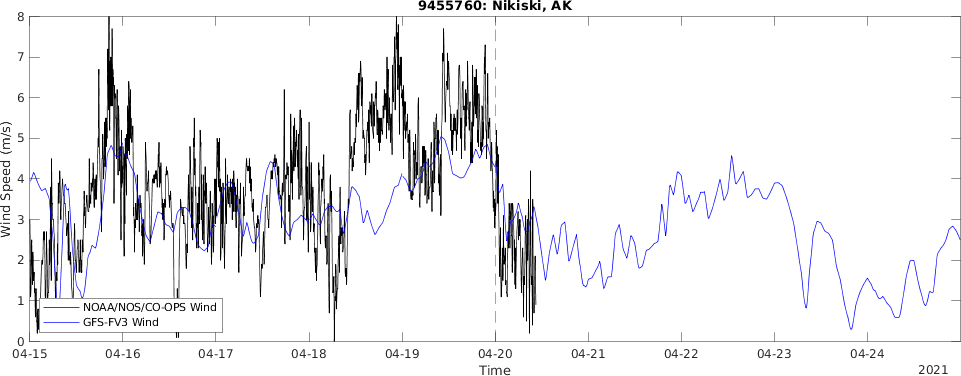 9455760: Nikiski, AK
Wind Speed (m/s)
8
7
6
5
4
3
2
1
0
NOAA/NOS/CO-OPS Wind
GFS-FV3 Wind
04-15 04-16 04-17 04-18 04-19 04-20 04-21 04-22 04-23 04-24
Time
2021